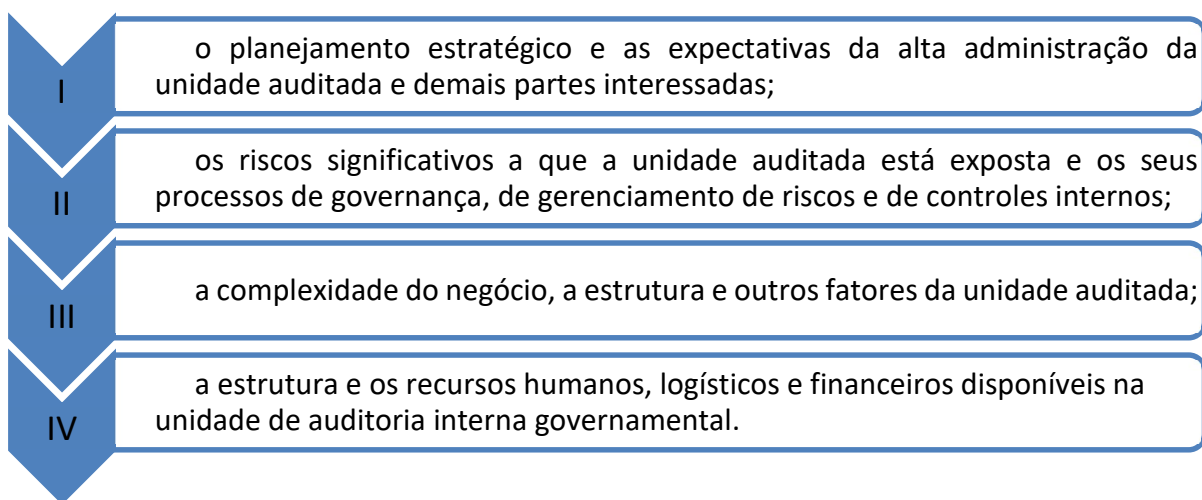 I
o planejamento estratégico e as expectativas da alta administração da
unidade auditada e demais partes interessadas;
II
os riscos significativos a que a unidade auditada está exposta e os seus
processos de governança, de gerenciamento de riscos e de controles internos;
III
a complexidade do negócio, a estrutura e outros fatores da unidade auditada;
IV
a estrutura e os recursos humanos, logísticos e financeiros disponíveis na
unidade de auditoria interna governamental.